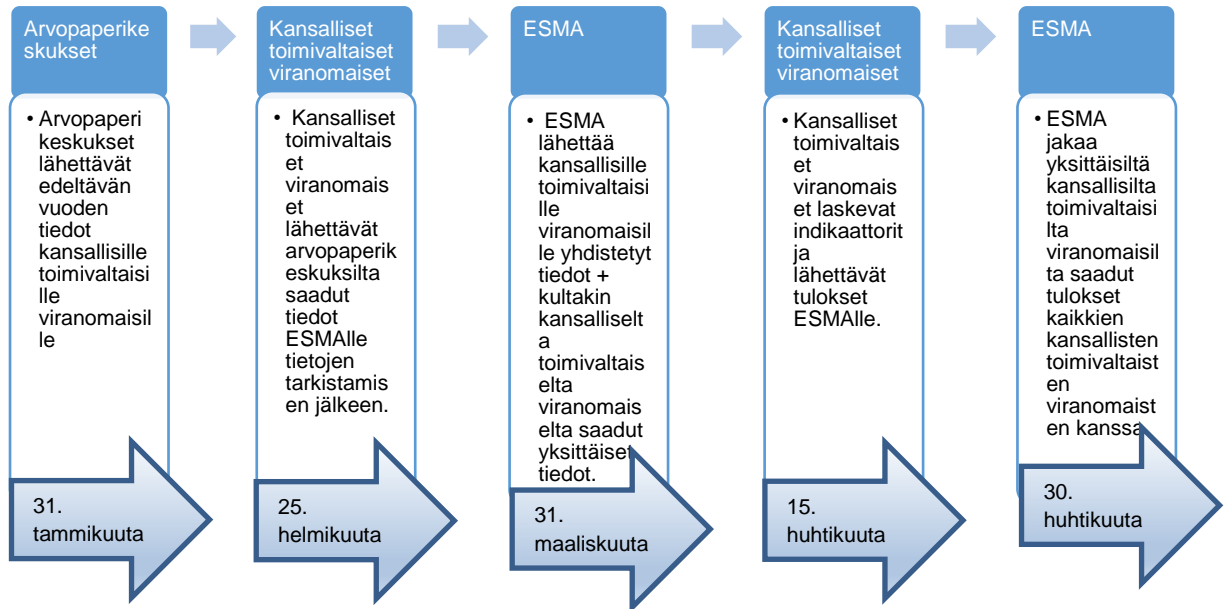 Arvopaperike
skukset
• Arvopaperi
keskukset
lähettävät
edeltävän
vuoden
tiedot
kansallisille
toimivaltaisi
lle
viranomaisil
le
31.
tammikuuta
Kansalliset
toimivaltaiset
viranomaiset
• Kansalliset
toimivaltais
et
viranomais
et
lähettävät
arvopaperik
eskuksilta
saadut
tiedot
ESMAlle
tietojen
tarkistamis
en jälkeen.
25.
helmikuuta
ESMA
• ESMA
lähettää
kansallisille
toimivaltaisi
lle
viranomaisil
le yhdistetyt
tiedot +
kultakin
kansalliselt
a
toimivaltais
elta
viranomais
elta saadut
yksittäiset
tiedot.
31.
maaliskuuta
Kansalliset
toimivaltaiset
viranomaiset
• Kansalliset
toimivaltais
et
viranomais
et laskevat
indikaattorit
ja
lähettävät
tulokset
ESMAlle.
15.
huhtikuuta
ESMA
• ESMA
jakaa
yksittäisiltä
kansallisilta
toimivaltaisi
lta
viranomaisil
ta saadut
tulokset
kaikkien
kansallisten
toimivaltaist
en
viranomaist
en kanssa
30.
huhtikuuta